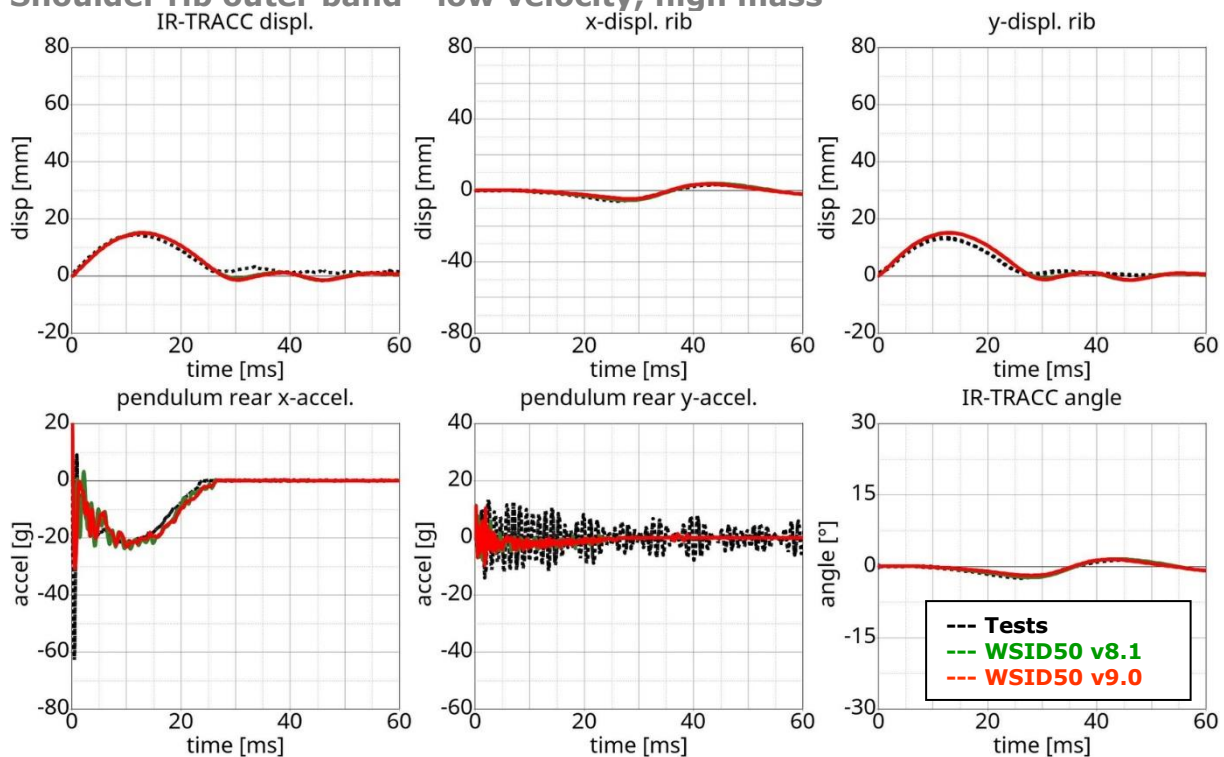 Shoulder rib outer band – low velocity, high mass
IR-TRACC displ.
x-displ. rib
y-displ. rib
80
60
40
20
0
-20
disp [mm]
0 20 40 60
time [ms]
80
40
0
-40
-80
disp [mm]
0 20 40 60
time [ms]
80
60
40
20
0
-20
disp [mm]
0 20 40 60
time [ms]
pendulum rear x-accel.
pendulum rear y-accel.
IR-TRACC angle
20
0
-20
-40
-60
-80
accel [g]
0 20 40 60
time [ms]
40
20
0
-20
-40
-60
accel [g]
0 20 40 60
time [ms]
30
15
0
-15
-30
angle [°]
0 20 40 60
time [ms]
Tests
WSID50 v8.1
WSID50 v9.0